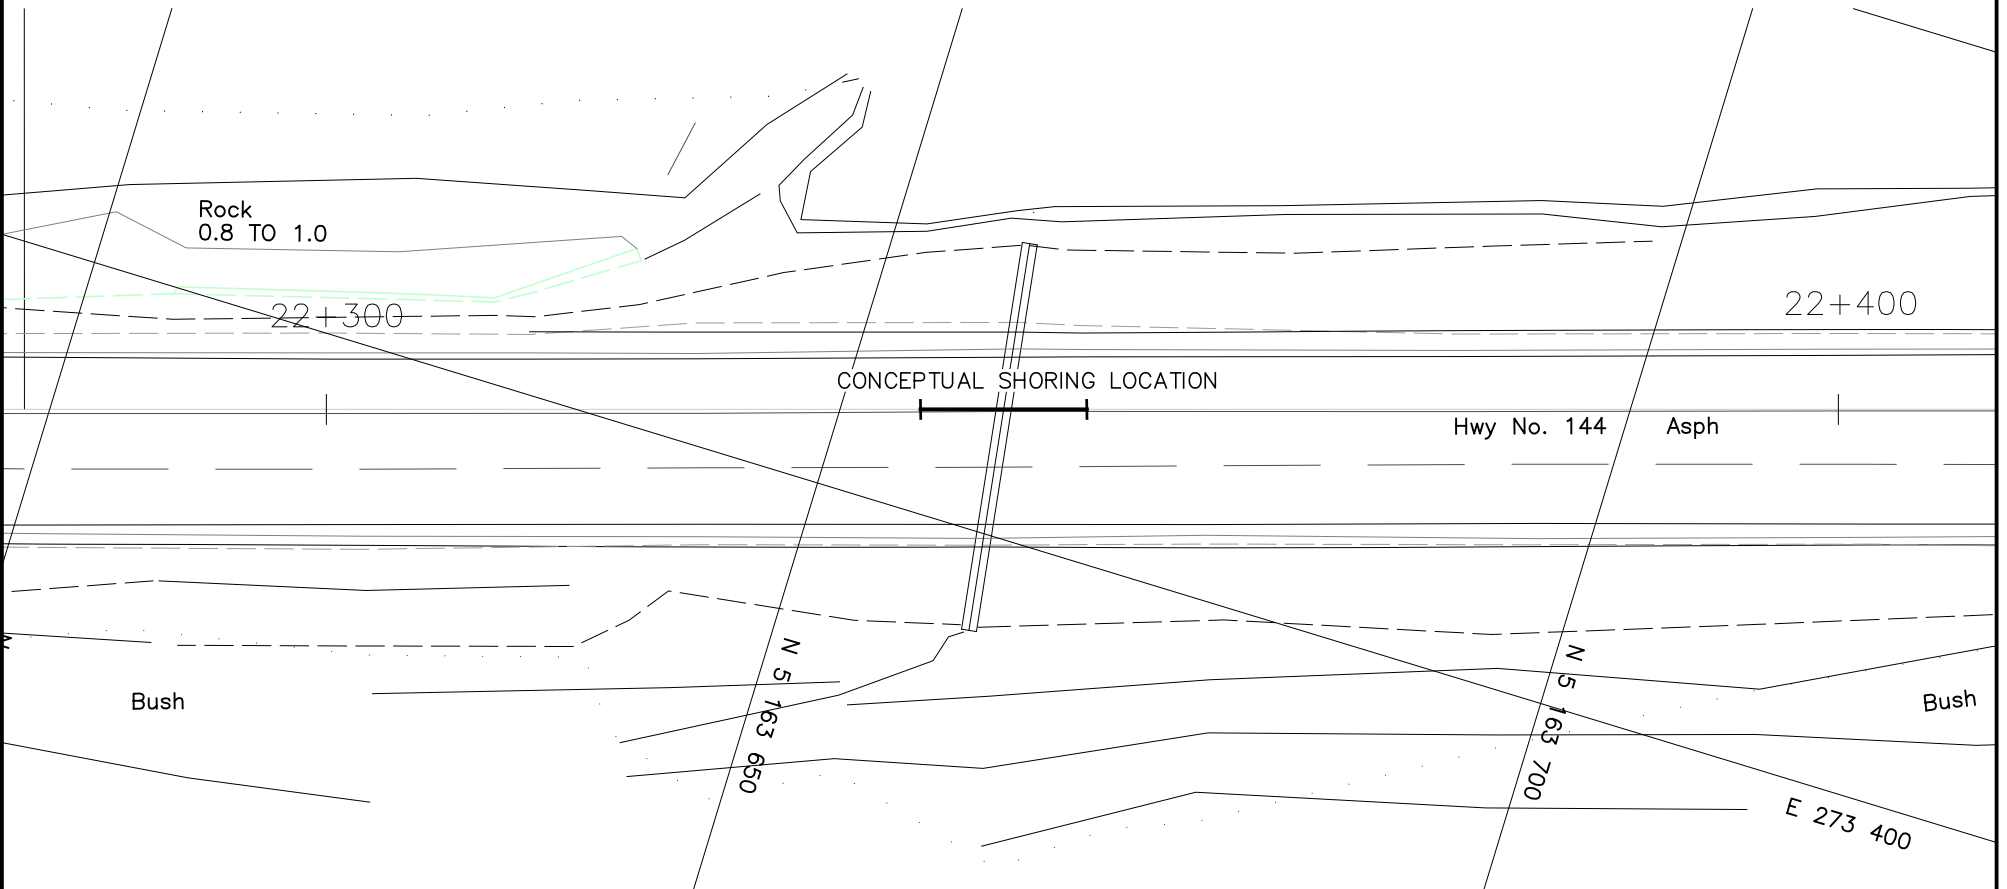 Rock
0.8 TO 1.0
22+300
22+400
CONCEPTUAL SHORING LOCATION
Hwy No. 144 Asph
N
N 5 163 650
N 5 163 700
Bush
Bush
E 273 400